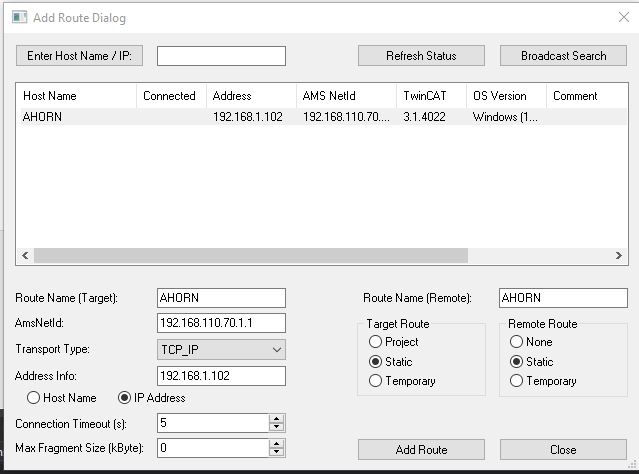 Add Route Dialog
Enter Host Name / IP: Refresh Status Broadcast Search
Host Name Connected Address AMS NetId TwinCAT OS Version Comment
AHORN 192.168.1.102 192.168.110.70.... 3.1.4022 Windows (1...
Route Name (Target): AHORN Route Name (Remote): AHORN
AmsNetId: 192.168.110.70.1.1
Target Route Remote Route
Transport Type: TCP_IP Project None
Address Info: 192.168.1.102 Static Static
Host Name IP Address Temporary Temporary
Connection Timeout (s): 5
Max Fragment Size (kByte): 0 Add Route Close